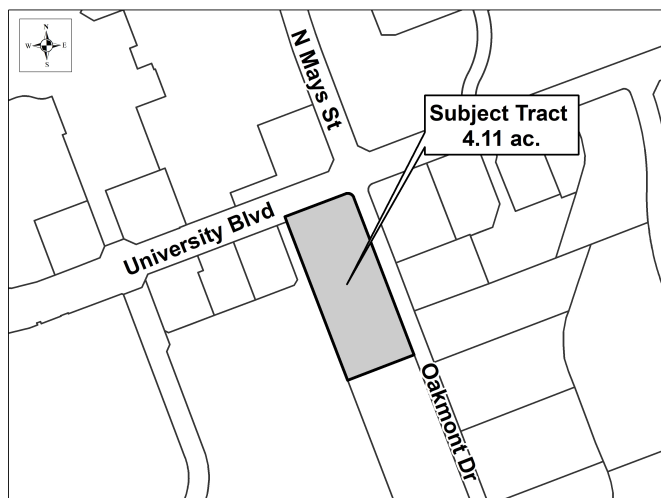 N
W E
S
N Mays St
Subject Tract
4.11 ac.
University Blvd
Oakmont Dr